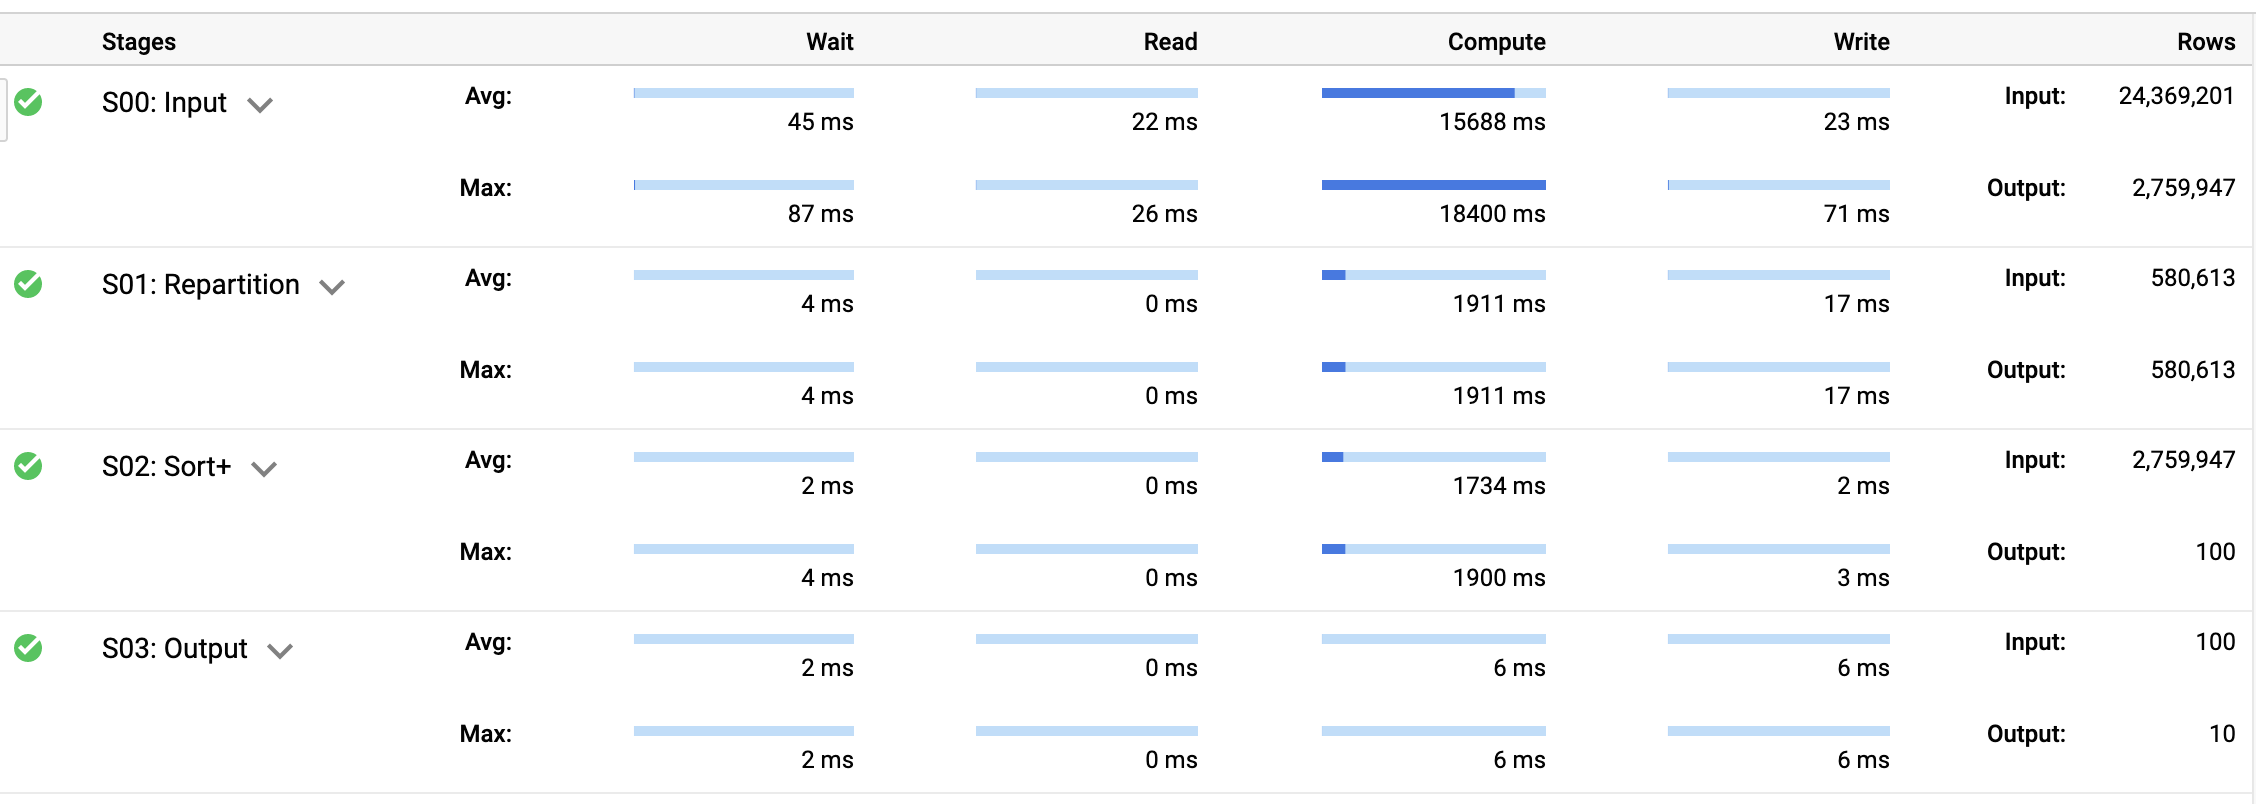 Stages Wait Read Compute Write Rows
S00: Input Avg: 45 ms 22 ms 15688 ms 23 ms Input: 24,369,201
Max: 87 ms 26 ms 18400 ms 71 ms Output: 2,759,947
S01: Repartition Avg: 4 ms 0 ms 1911 ms 17 ms Input: 580,613
Max: 4 ms 0 ms 1911 ms 17 ms Output: 580,613
S02: Sort+ Avg: 2 ms 0 ms 1734 ms 2 ms Input: 2,759,947
Max: 4 ms 0 ms 1900 ms 3 ms Output: 100
S03: Output Avg: 2 ms 0 ms 6 ms 6 ms Input: 100
Max: 2 ms 0 ms 6 ms 6 ms Output: 10